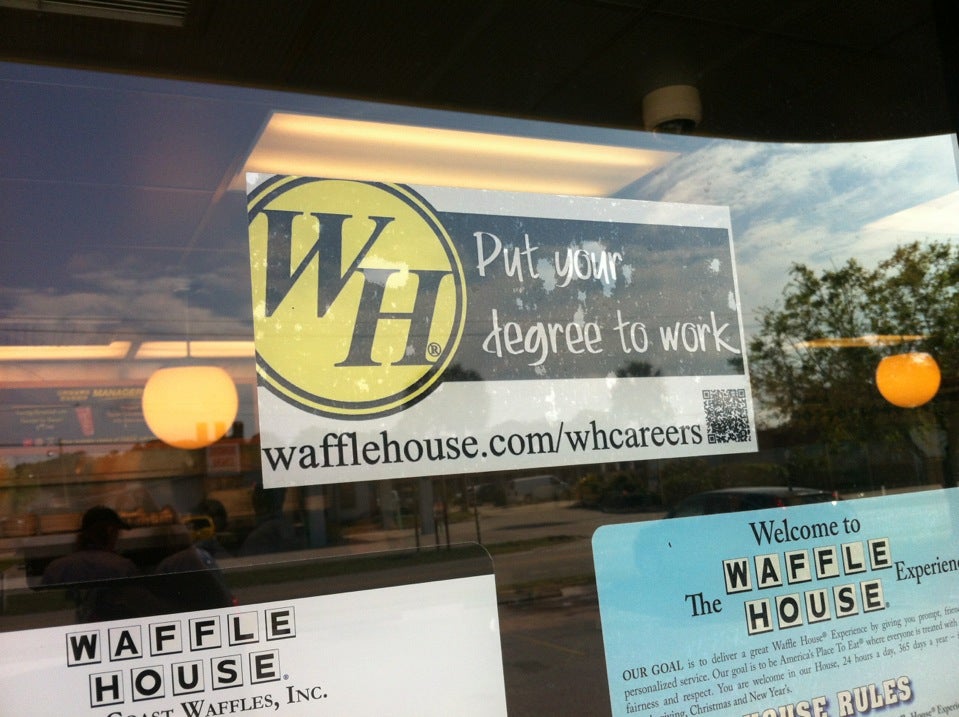 WH®
Put your
degree to work
wafflehouse.com/whcareers
WAFFLE
HOUSE®
COAST WAFFLES, INC.
Welcome to
The WAFFLE HOUSE® Experien
OUR GOAL is to deliver a great Waffle House® Experience by giving you prompt, frien
personalized service. Our goal is to be America's Place To Eat® where everyone is treated with
fairness and respect. You are welcome in our House, 24 hours a day, 365 days a year –
giving, Christmas and New Year's.
HOUSE RULES
House® Experi